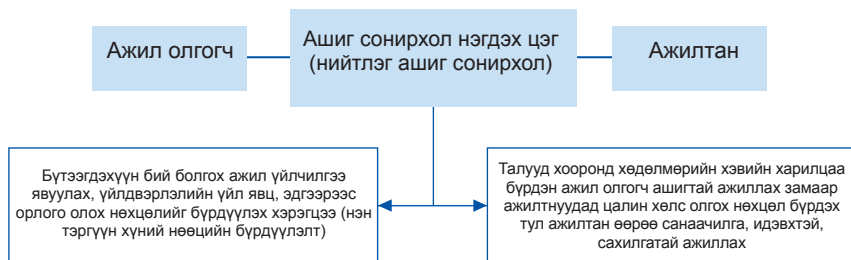 Ажил олгогч
Ашиг сонирхол нэгдэх цэг
(нийтлэг ашиг сонирхол)
Ажилтан
Бүтээгдэхүүн бий болгох ажил үйлчилгээ
явуулах, үйлдвэрлэлийн үйл явц, эдгээрээс
орлого олох нөхцөлийг бүрдүүлэх хэрэгцээ (нэн
тэргүүн хүний нөөцийн бүрдүүлэлт)
Талууд хооронд хөдөлмөрийн хэвийн харилцаа
бүрдэн ажил олгогч ашигтай ажиллах замаар
ажилтнуудад цалин хөлс олгох нөхцөл бүрдэх
тул ажилтан өөрөө санаачилга, идэвхтэй,
сахилгатай ажиллах